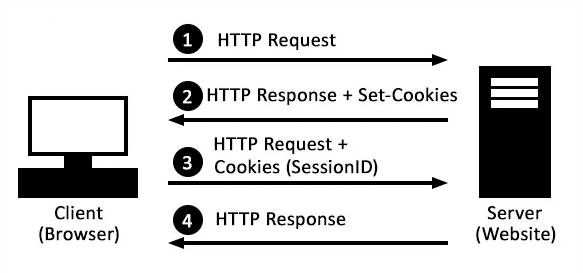 1 HTTP Request
2 HTTP Response + Set-Cookies
3 HTTP Request +
Cookies (SessionID)
4 HTTP Response
Client
(Browser)
Server
(Website)